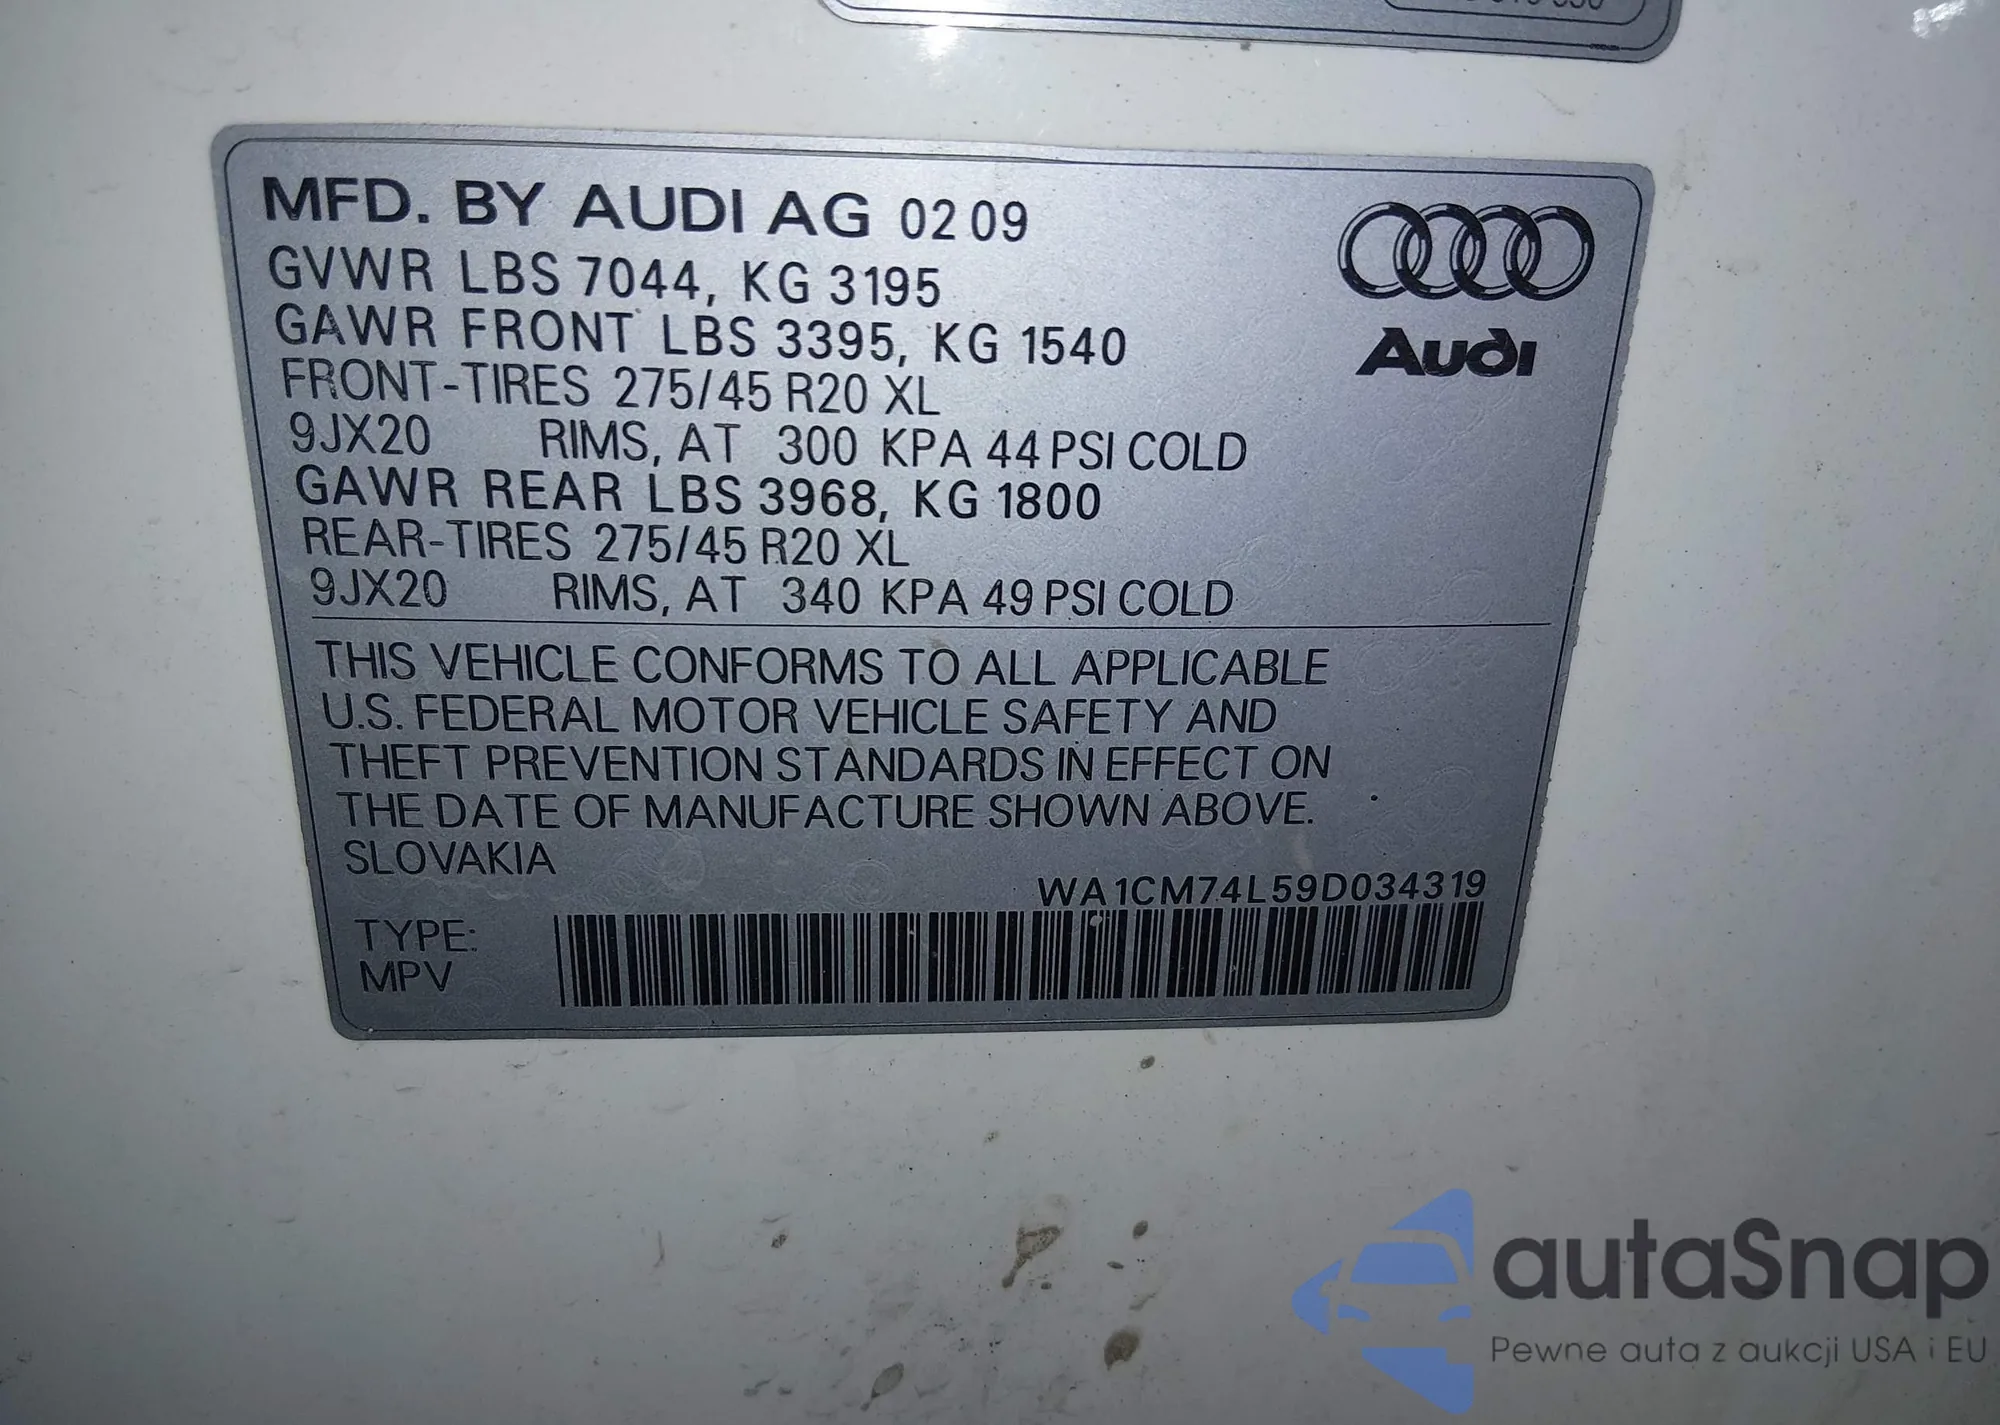 MFD. BY AUDI AG 02 09
GVWR LBS 7044, KG 3195
GAWR FRONT LBS 3395, KG 1540
FRONT-TIRES 275/45 R20 XL
9JX20 RIMS, AT 300 KPA 44 PSI COLD
GAWR REAR LBS 3968, KG 1800
REAR-TIRES 275/45 R20 XL
9JX20 RIMS, AT 340 KPA 49 PSI COLD
Audi
THIS VEHICLE CONFORMS TO ALL APPLICABLE
U.S. FEDERAL MOTOR VEHICLE SAFETY AND
THEFT PREVENTION STANDARDS IN EFFECT ON
THE DATE OF MANUFACTURE SHOWN ABOVE.
SLOVAKIA
WA1CM74L59D034319
TYPE:
MPV
autaSnap
Pewne auta z aukcji USA i EU